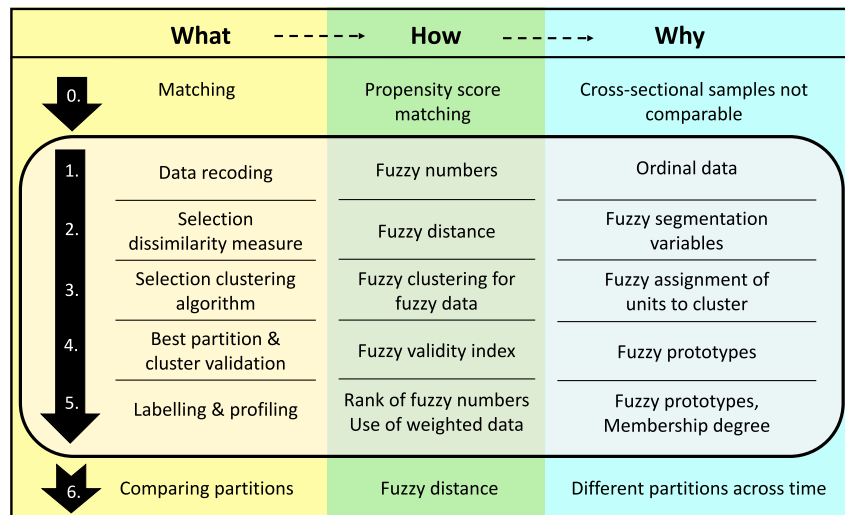 What How Why
0. Matching Propensity score Cross-sectional samples not
matching comparable
1. Data recoding Fuzzy numbers Ordinal data
2. Selection Fuzzy distance Fuzzy segmentation
dissimilarity measure variables
3. Selection clustering Fuzzy clustering for Fuzzy assignment of
algorithm fuzzy data units to cluster
4. Best partition & Fuzzy validity index Fuzzy prototypes
cluster validation
5. Labelling & profiling Rank of fuzzy numbers Fuzzy prototypes,
Use of weighted data Membership degree
6. Comparing partitions Fuzzy distance Different partitions across time